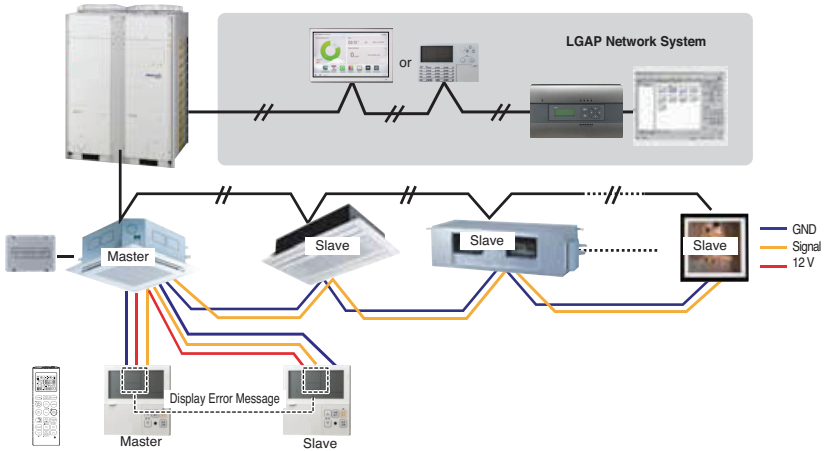 LGAP Network System
or
Master
Slave
Slave
Slave
GND
Signal
12 V
Display Error Message
Master
Slave